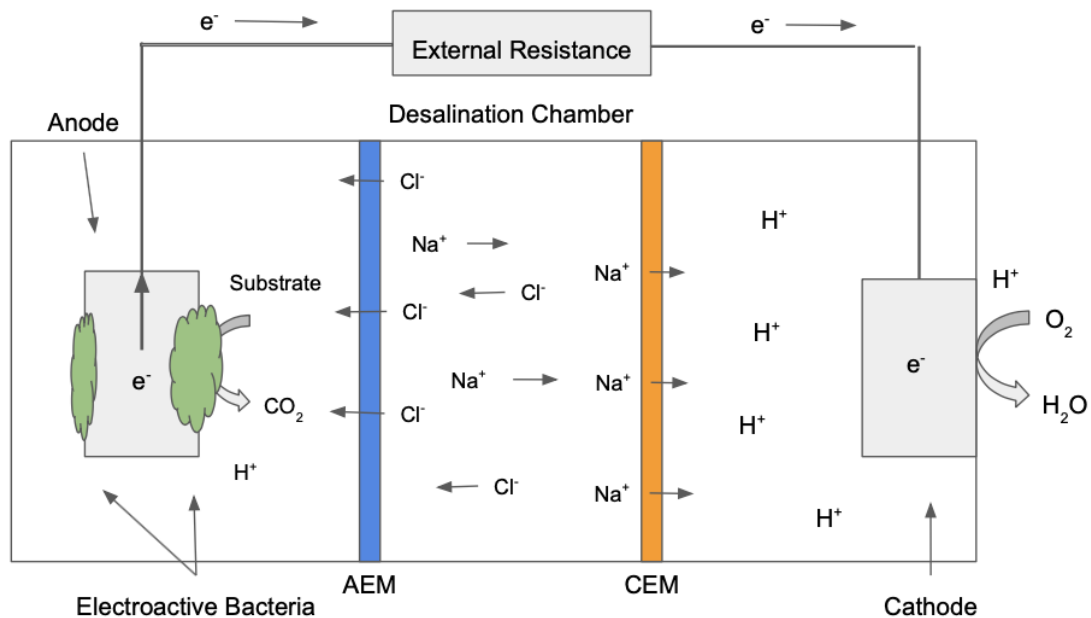 e⁻
e⁻
External Resistance
Desalination Chamber
Anode
Cl⁻
H⁺
Na⁺
Na⁺
H⁺
Substrate
Cl⁻
Cl⁻
O₂
H⁺
e⁻
e⁻
Na⁺
Na⁺
CO₂
Cl⁻
H₂O
H⁺
H⁺
Cl⁻
Na⁺
H⁺
AEM
CEM
Electroactive Bacteria
Cathode